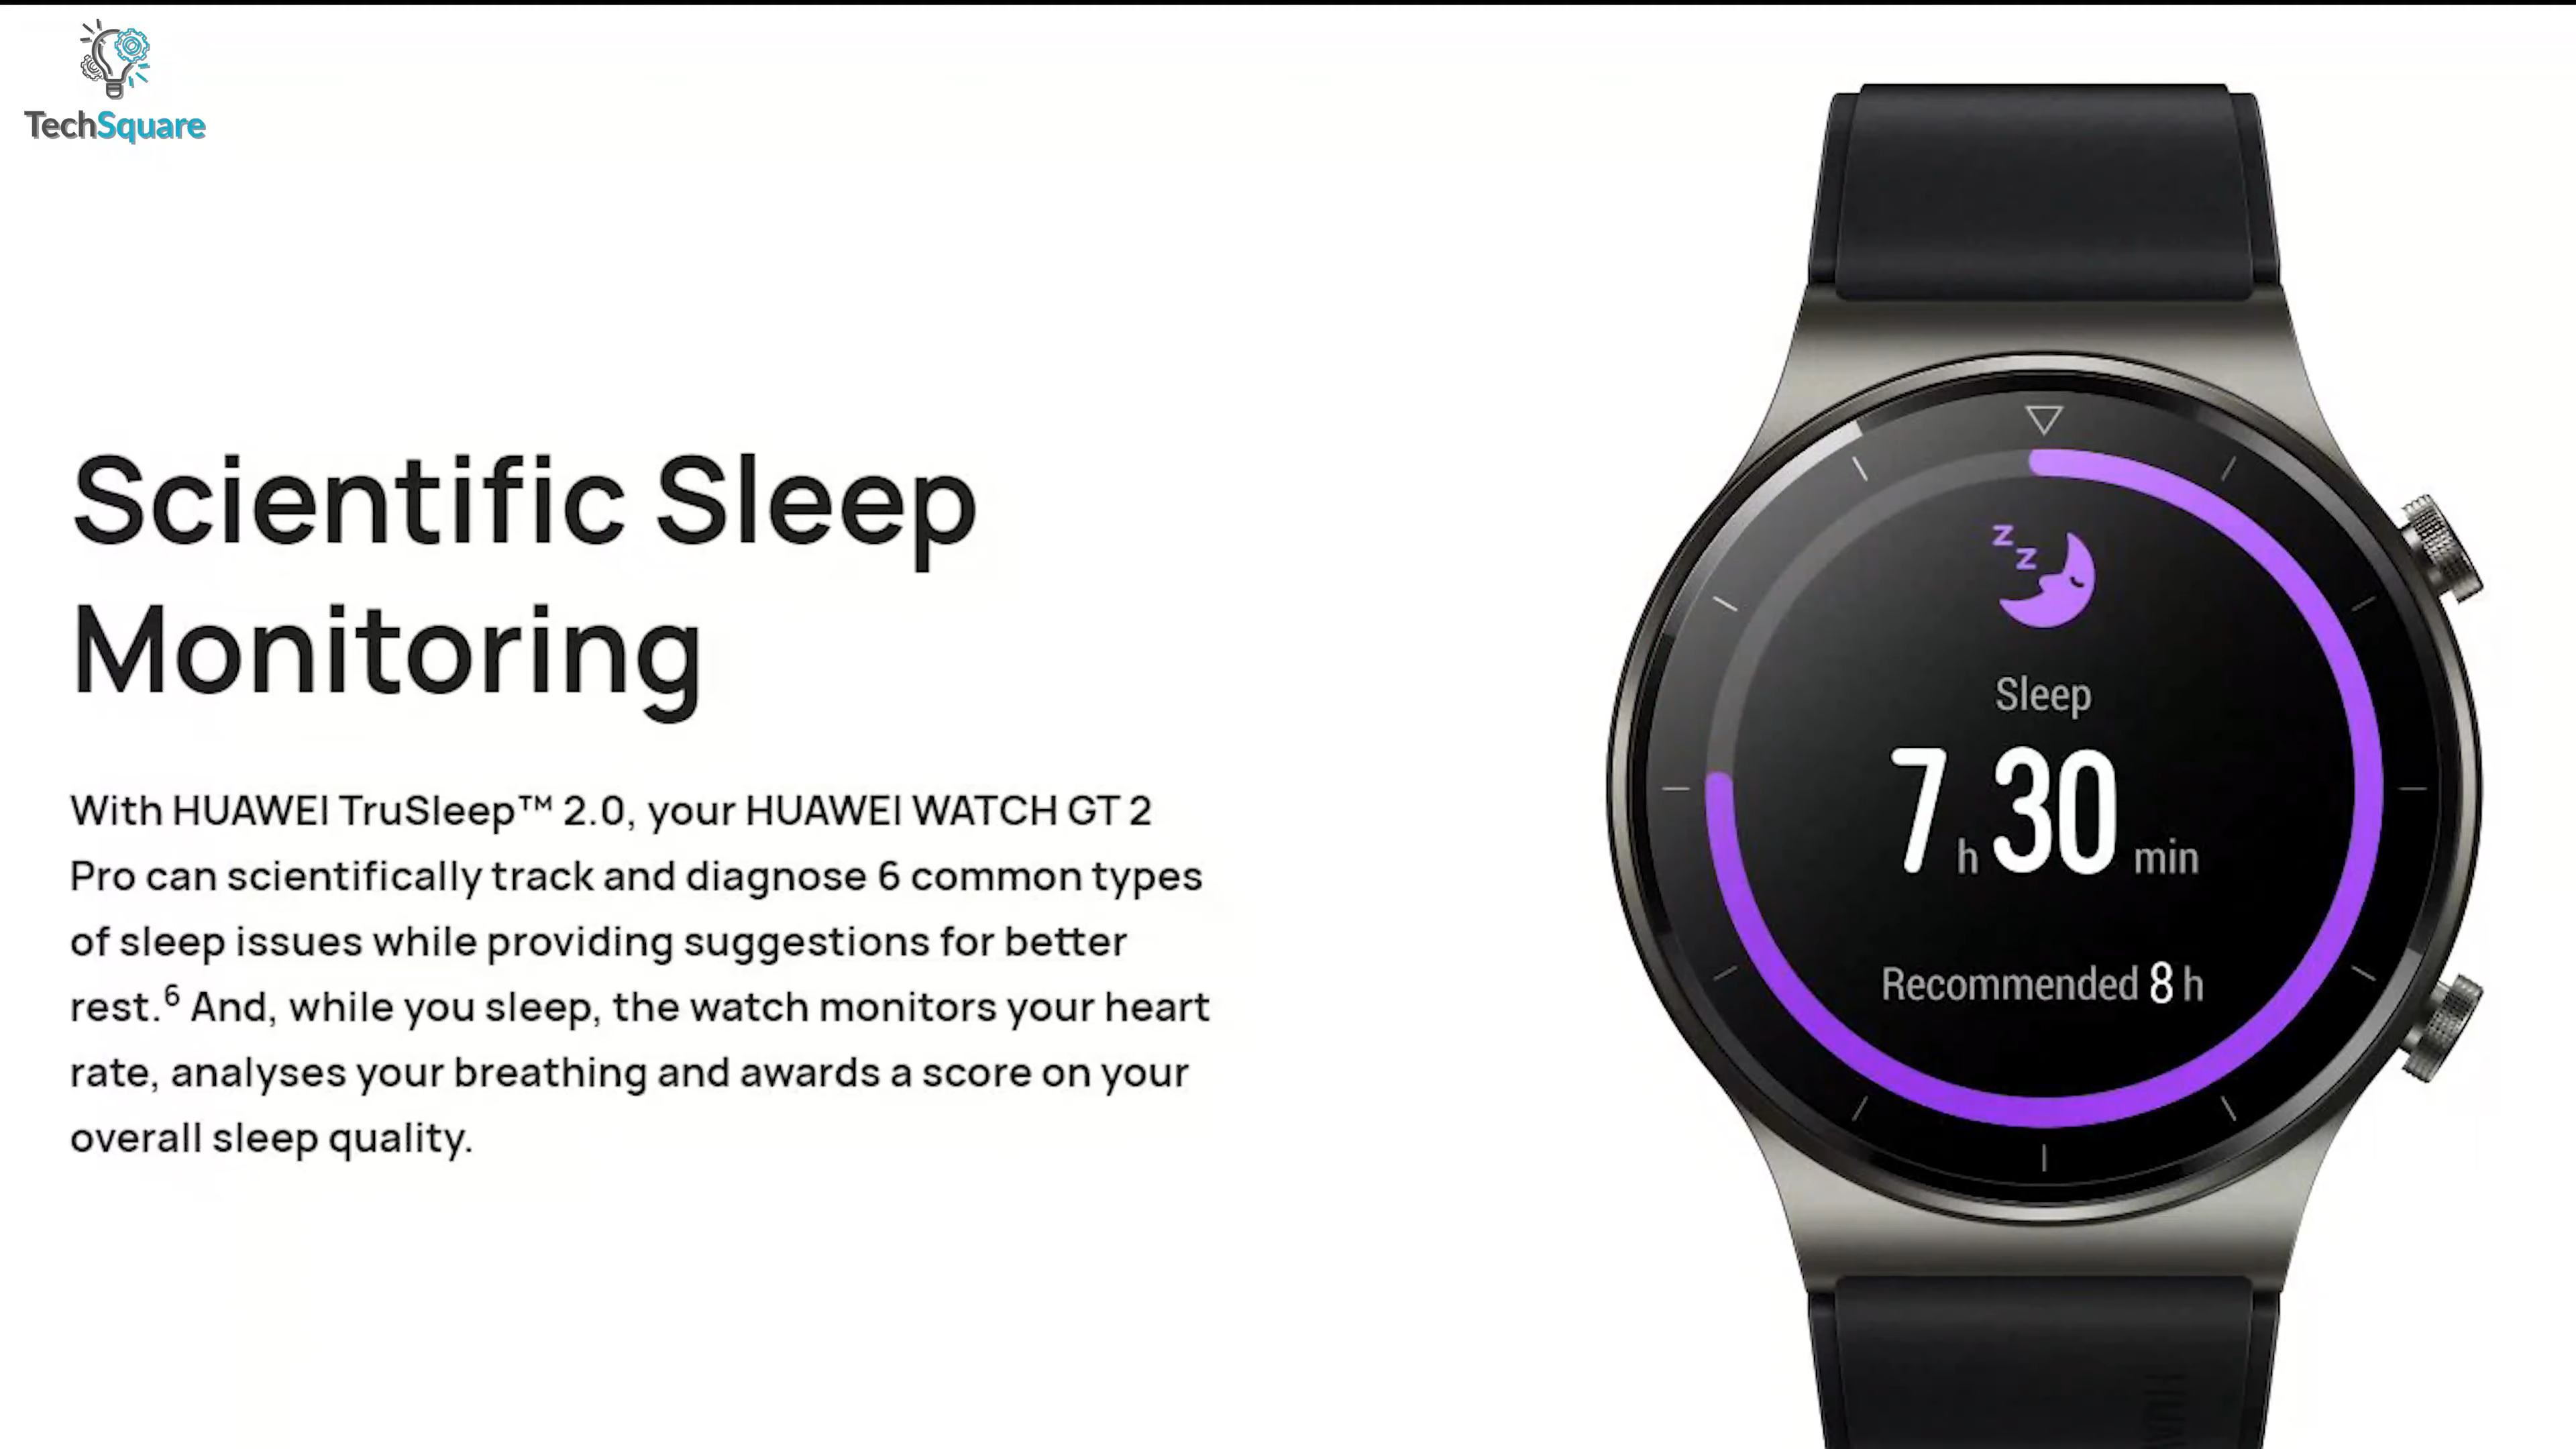 TechSquare
Scientific Sleep
Monitoring
With HUAWEI TruSleep™ 2.0, your HUAWEI WATCH GT 2
Pro can scientifically track and diagnose 6 common types
of sleep issues while providing suggestions for better
rest.⁶ And, while you sleep, the watch monitors your heart
rate, analyses your breathing and awards a score on your
overall sleep quality.
z
z
Sleep
7 h 30 min
Recommended 8 h